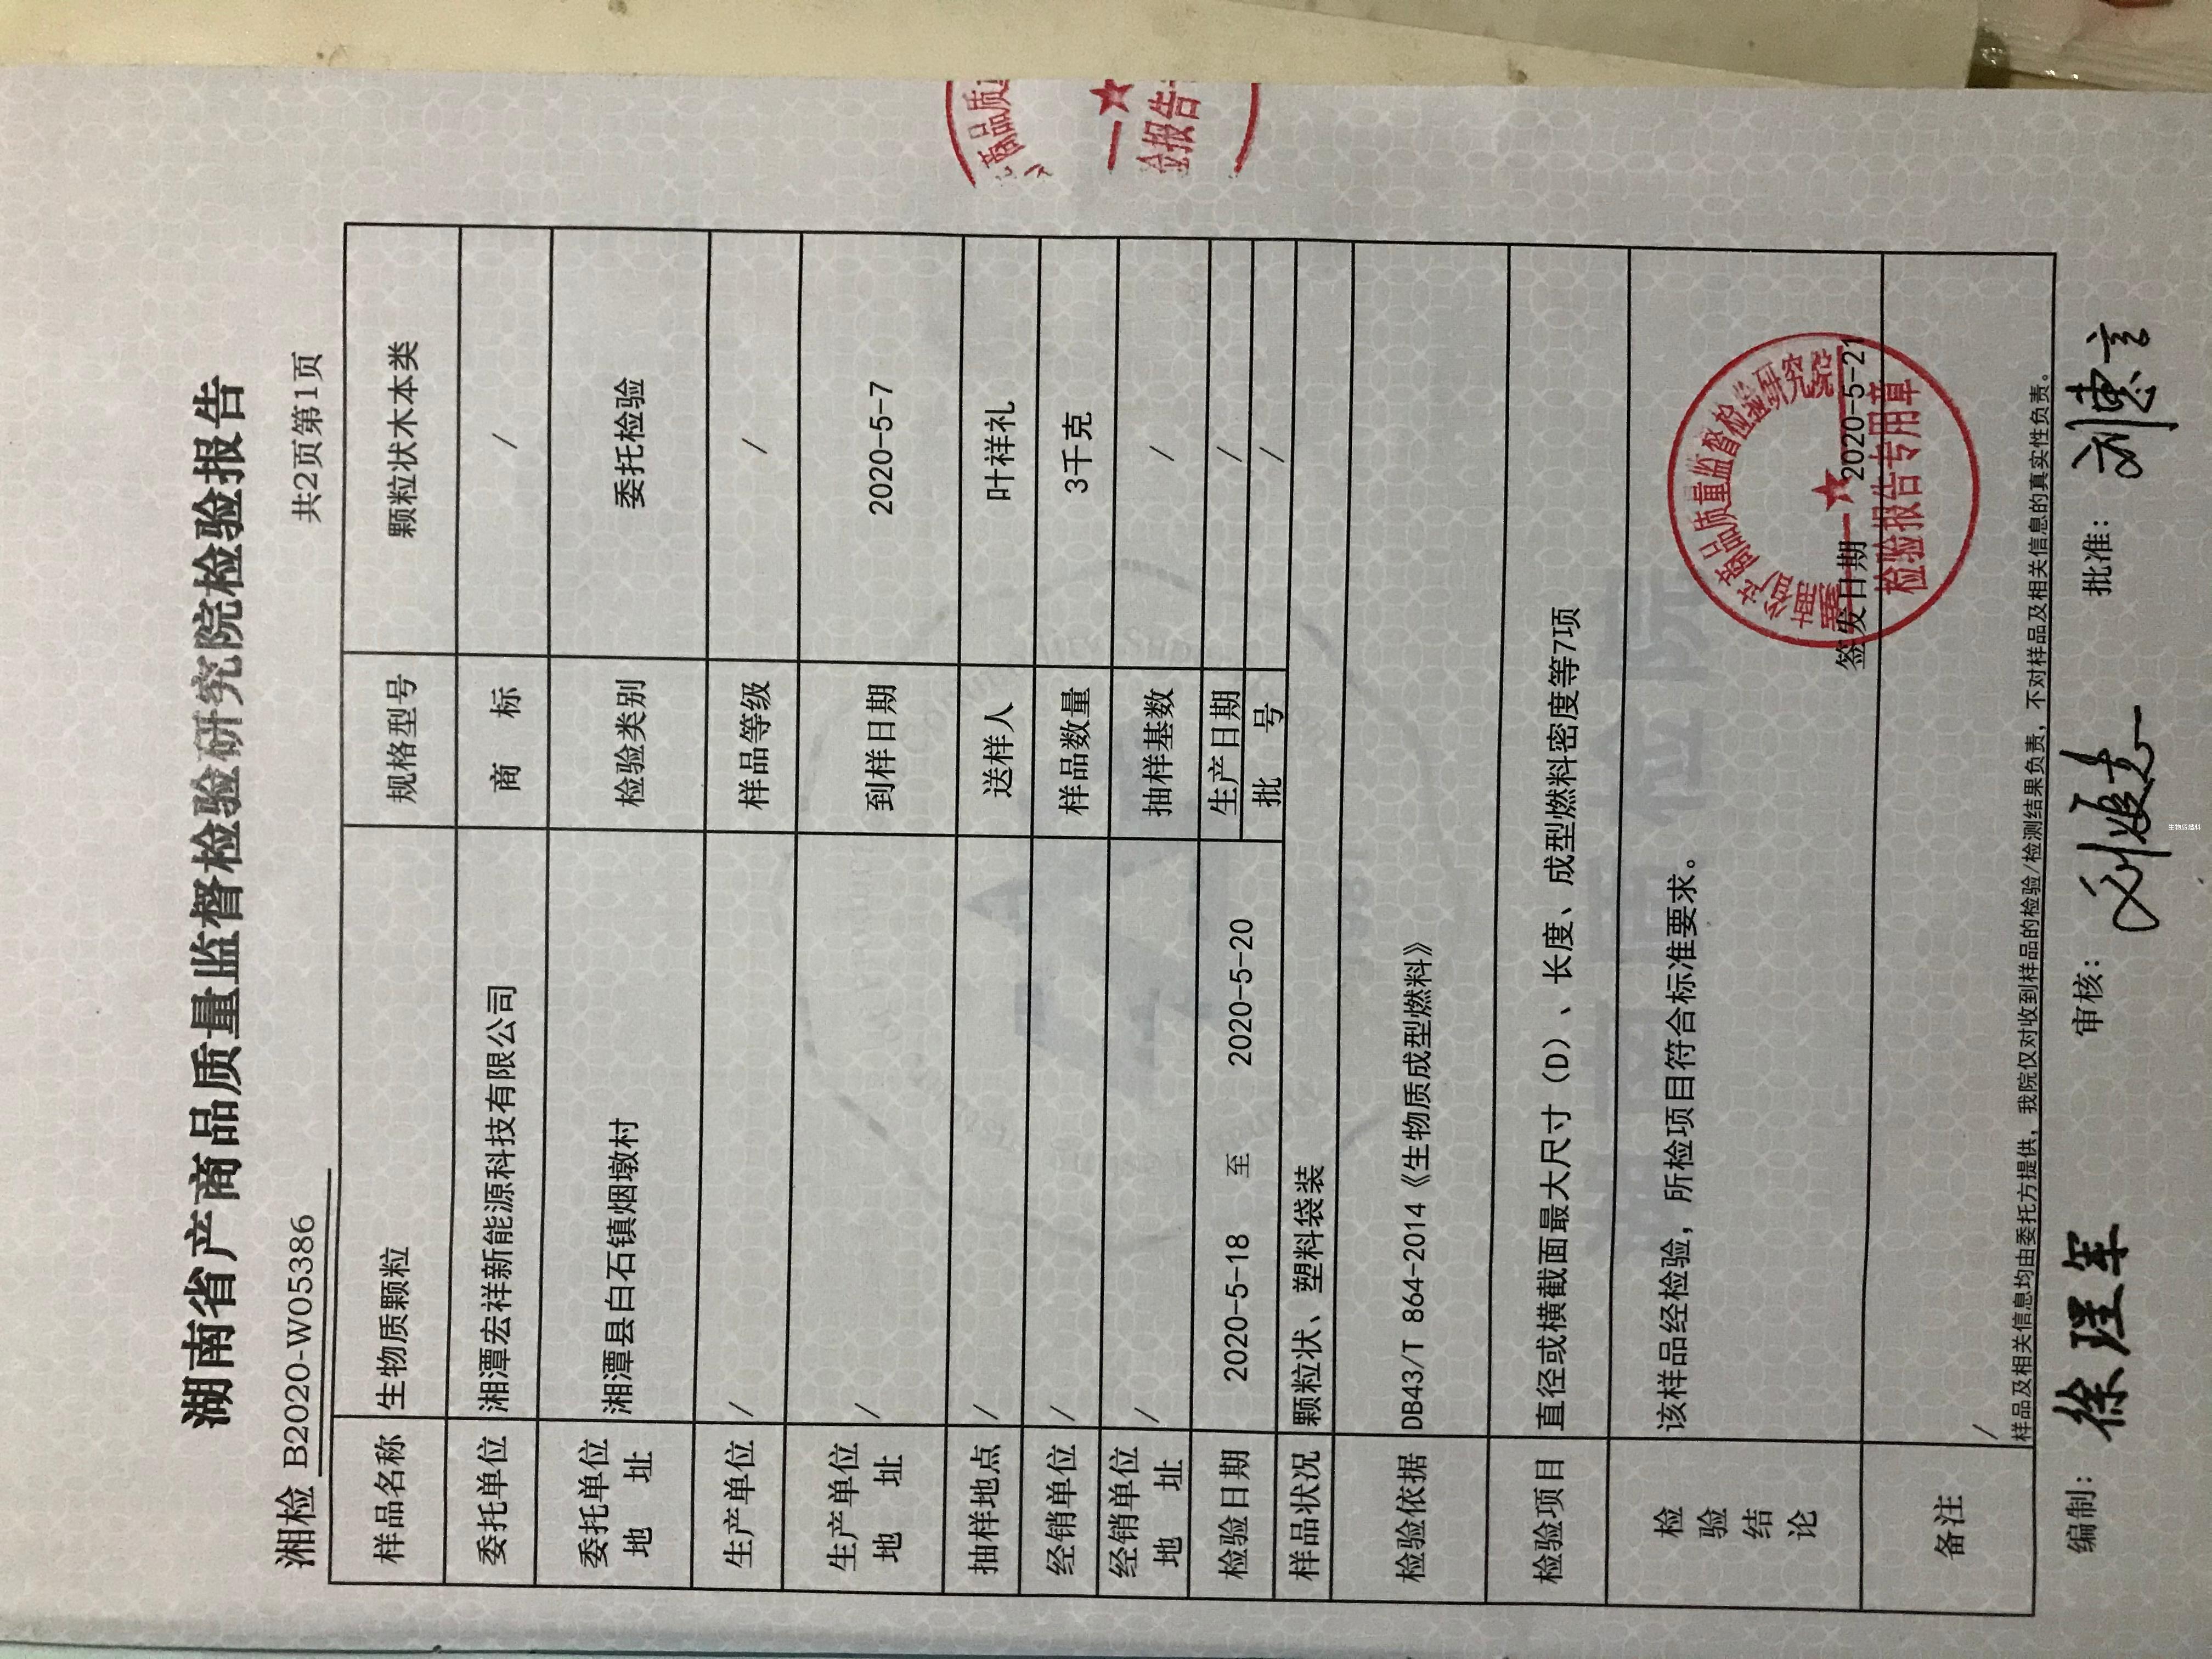 湖南省产商品质量监督检验研究院检验报告
湘检 B2020-W05386
共2页第1页
样品名称 生物质颗粒 规格型号 颗粒状木本类
委托单位 湘潭宏祥新能源科技有限公司 商 标 /
委托单位地 址 湘潭县白石镇烟墩村 检验类别 委托检验
生产单位 / 样品等级 /
生产单位地 址 / 到样日期 2020-5-7
抽样地点 / 送样人 叶祥礼
经销单位 / 样品数量 3千克
经销单位地 址 / 抽样基数 /
检验日期 2020-5-18 至 2020-5-20 生产日期 /
批 号 /
样品状况 颗粒状、塑料袋装
检验依据 DB43/T 864-2014《生物质成型燃料》
检验项目 直径或横截面最大尺寸（D）、长度、成型燃料密度等7项
检验结论 该样品经检验，所检项目符合标准要求。
签发日期 2020-5-21
检验报告专用章
备注 /
样品及相关信息均由委托方提供，我院仅对收到样品的检验/检测结果负责，不对样品及相关信息的真实性负责。
编制： 审核： 批准：
生物质燃料